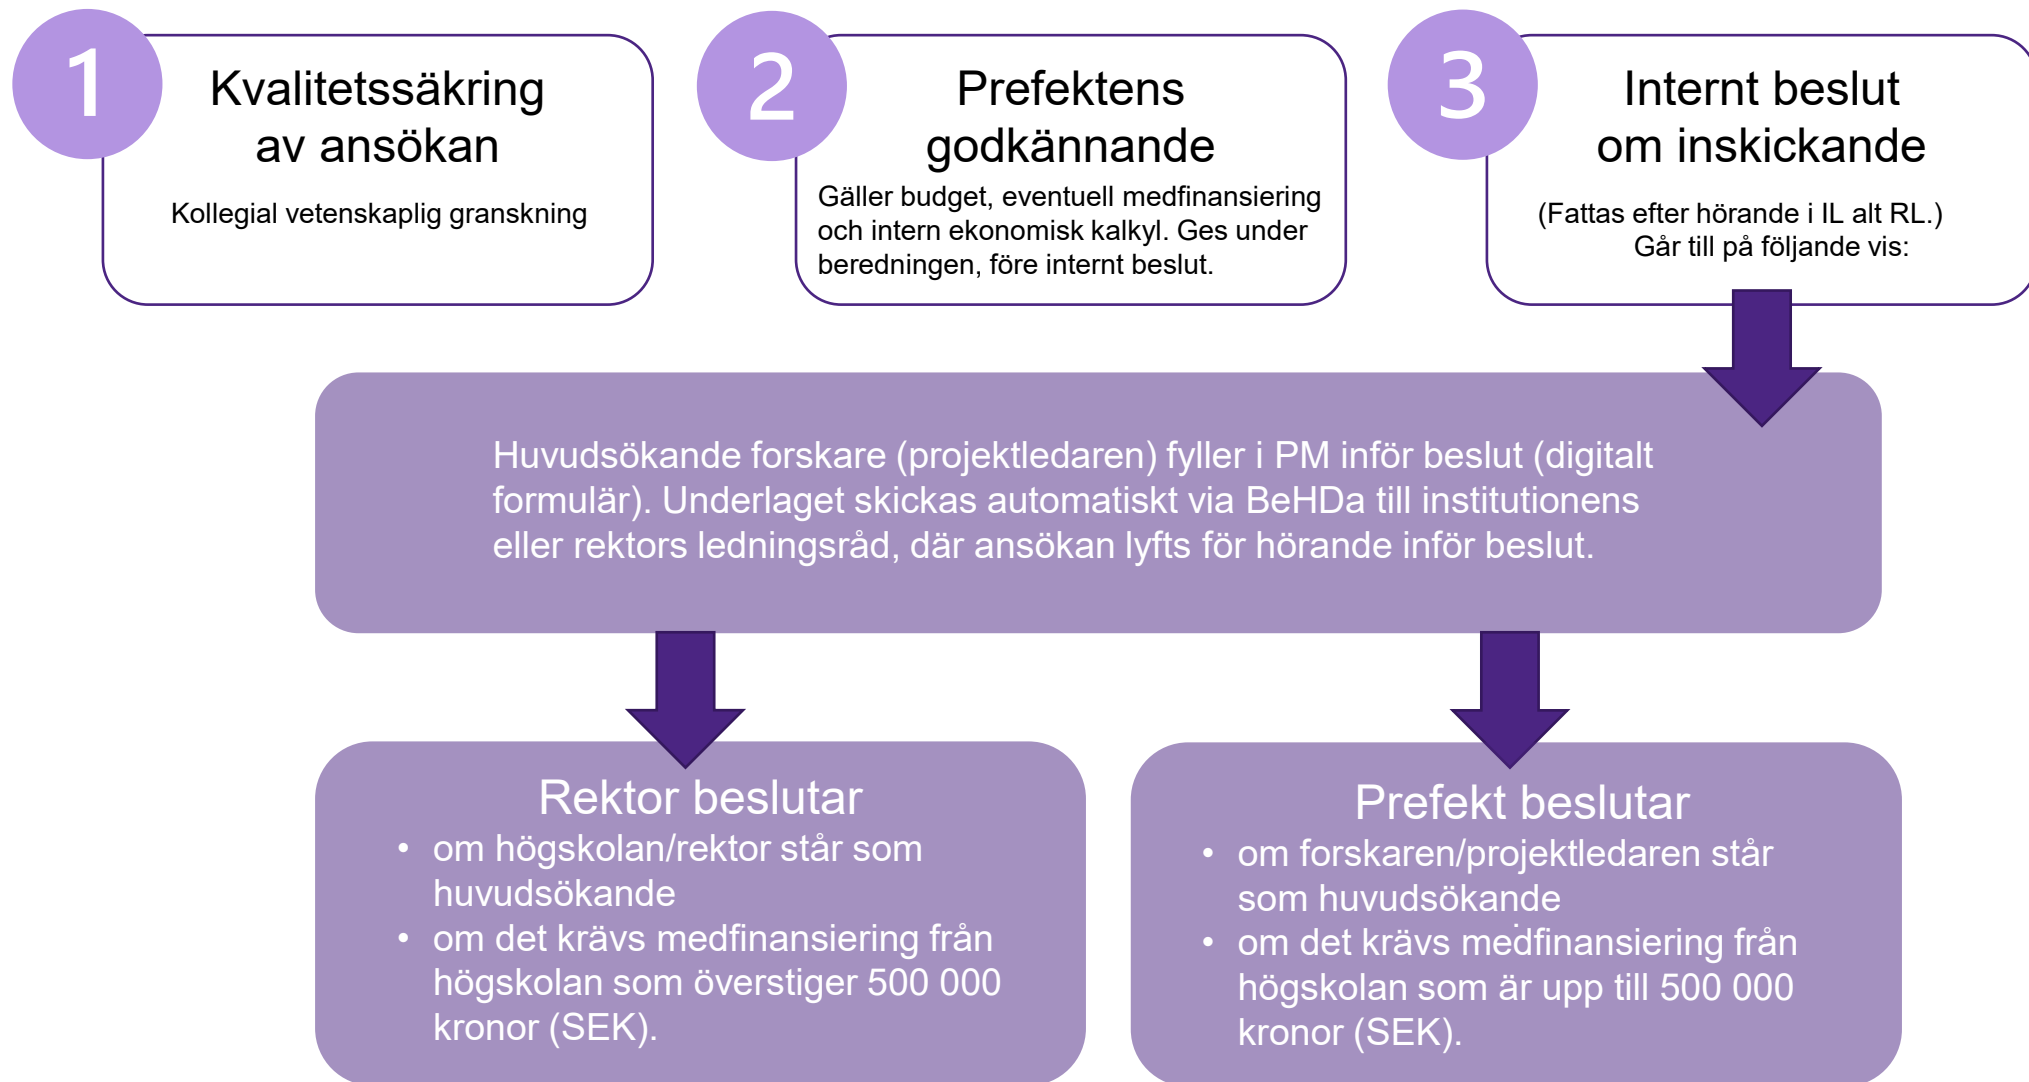 1
Kvalitetssäkring
av ansökan
Kollegial vetenskaplig granskning
2
Prefektens
godkännande
Gäller budget, eventuell medfinansiering
och intern ekonomisk kalkyl. Ges under
beredningen, före internt beslut.
3
Internt beslut
om inskickande
(Fattas efter hörande i IL alt RL.)
Går till på följande vis:
Huvudsökande forskare (projektledaren) fyller i PM inför beslut (digitalt
formulär). Underlaget skickas automatiskt via BeHDa till institutionens
eller rektors ledningsråd, där ansökan lyfts för hörande inför beslut.
Rektor beslutar
• om högskolan/rektor står som
huvudsökande
• om det krävs medfinansiering från
högskolan som överstiger 500 000
kronor (SEK).
Prefekt beslutar
• om forskaren/projektledaren står
som huvudsökande
• om det krävs medfinansiering från
högskolan som är upp till 500 000
kronor (SEK).